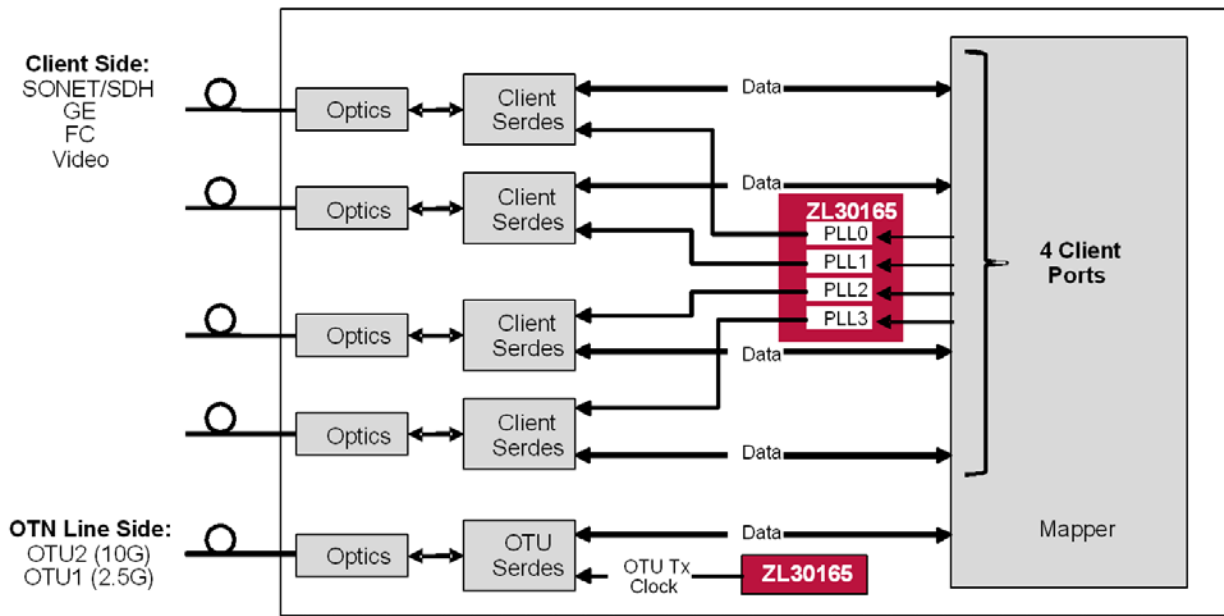 Client Side:
SONET/SDH
GE
FC
Video
Optics
Client
Serdes
Data
Optics
Client
Serdes
Data
ZL30165
PLL0
PLL1
PLL2
PLL3
4 Client
Ports
Optics
Client
Serdes
Data
Optics
Client
Serdes
Data
OTN Line Side:
OTU2 (10G)
OTU1 (2.5G)
Optics
OTU
Serdes
Data
OTU Tx
Clock
ZL30165
Mapper